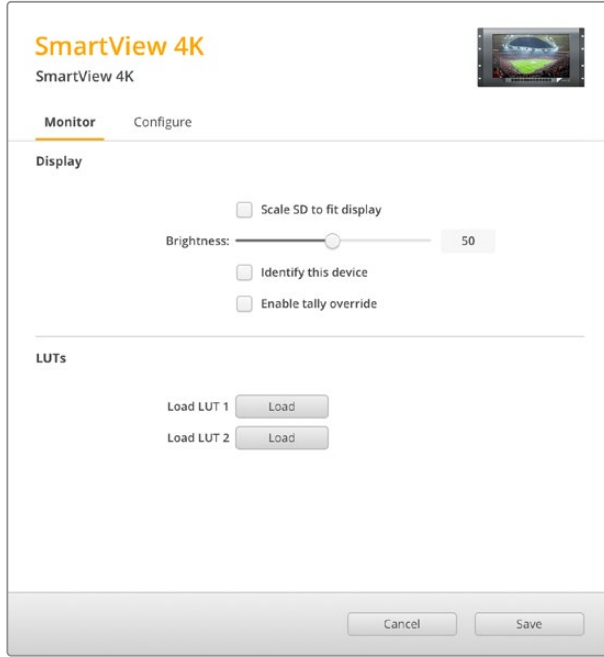 SmartView 4K
SmartView 4K
Monitor Configure
Display
Scale SD to fit display
Brightness: 50
Identify this device
Enable tally override
LUTs
Load LUT 1 Load
Load LUT 2 Load
Cancel Save